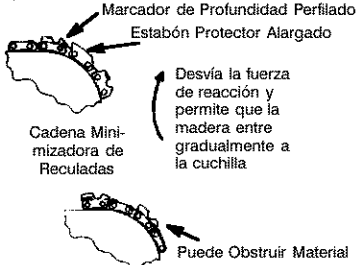 Marcador de Profundidad Perfilado
Estabón Protector Alargado
Desvía la fuerza
de reacción y
permite que la
madera entre
gradualmente a
la cuchilla
Cadena Mini-
mizadora de
Reculadas
Puede Obstruir Material